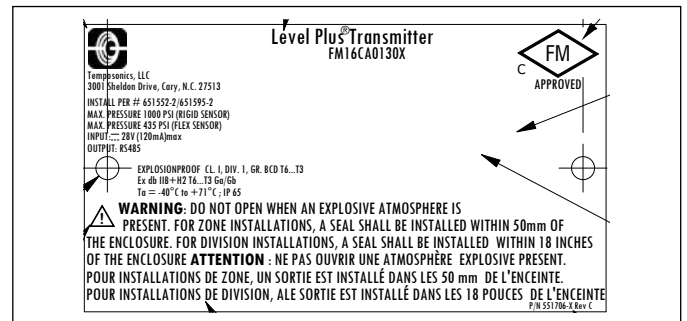 Level Plus® Transmitter
FM16CA0130X
Temposonics, LLC
3001 Sheldon Drive, Cary, N.C. 27513
INSTALL PER # 651552-2/651595-2
MAX. PRESSURE 1000 PSI (RIGID SENSOR)
MAX. PRESSURE 435 PSI (FLEX SENSOR)
INPUT: ⎓ 28V (120mA)max
OUTPUT: RS485
FM
C
APPROVED
EXPLOSIONPROOF CL. I, DIV. 1, GR. BCD T6...T3
Ex db IIB+H2 T6...T3 Ga/Gb
Ta = -40°C to +71°C ; IP 65
WARNING: DO NOT OPEN WHEN AN EXPLOSIVE ATMOSPHERE IS
PRESENT. FOR ZONE INSTALLATIONS, A SEAL SHALL BE INSTALLED WITHIN 50mm OF
THE ENCLOSURE. FOR DIVISION INSTALLATIONS, A SEAL SHALL BE INSTALLED WITHIN 18 INCHES
OF THE ENCLOSURE ATTENTION : NE PAS OUVRIR UNE ATMOSPHÈRE EXPLOSIVE PRESENT.
POUR INSTALLATIONS DE ZONE, UN SORTIE EST INSTALLÉ DANS LES 50 mm DE L'ENCEINTE.
POUR INSTALLATIONS DE DIVISION, ALE SORTIE EST INSTALLÉ DANS LES 18 POUCES DE L'ENCEINTE
P/N 551706-X Rev C